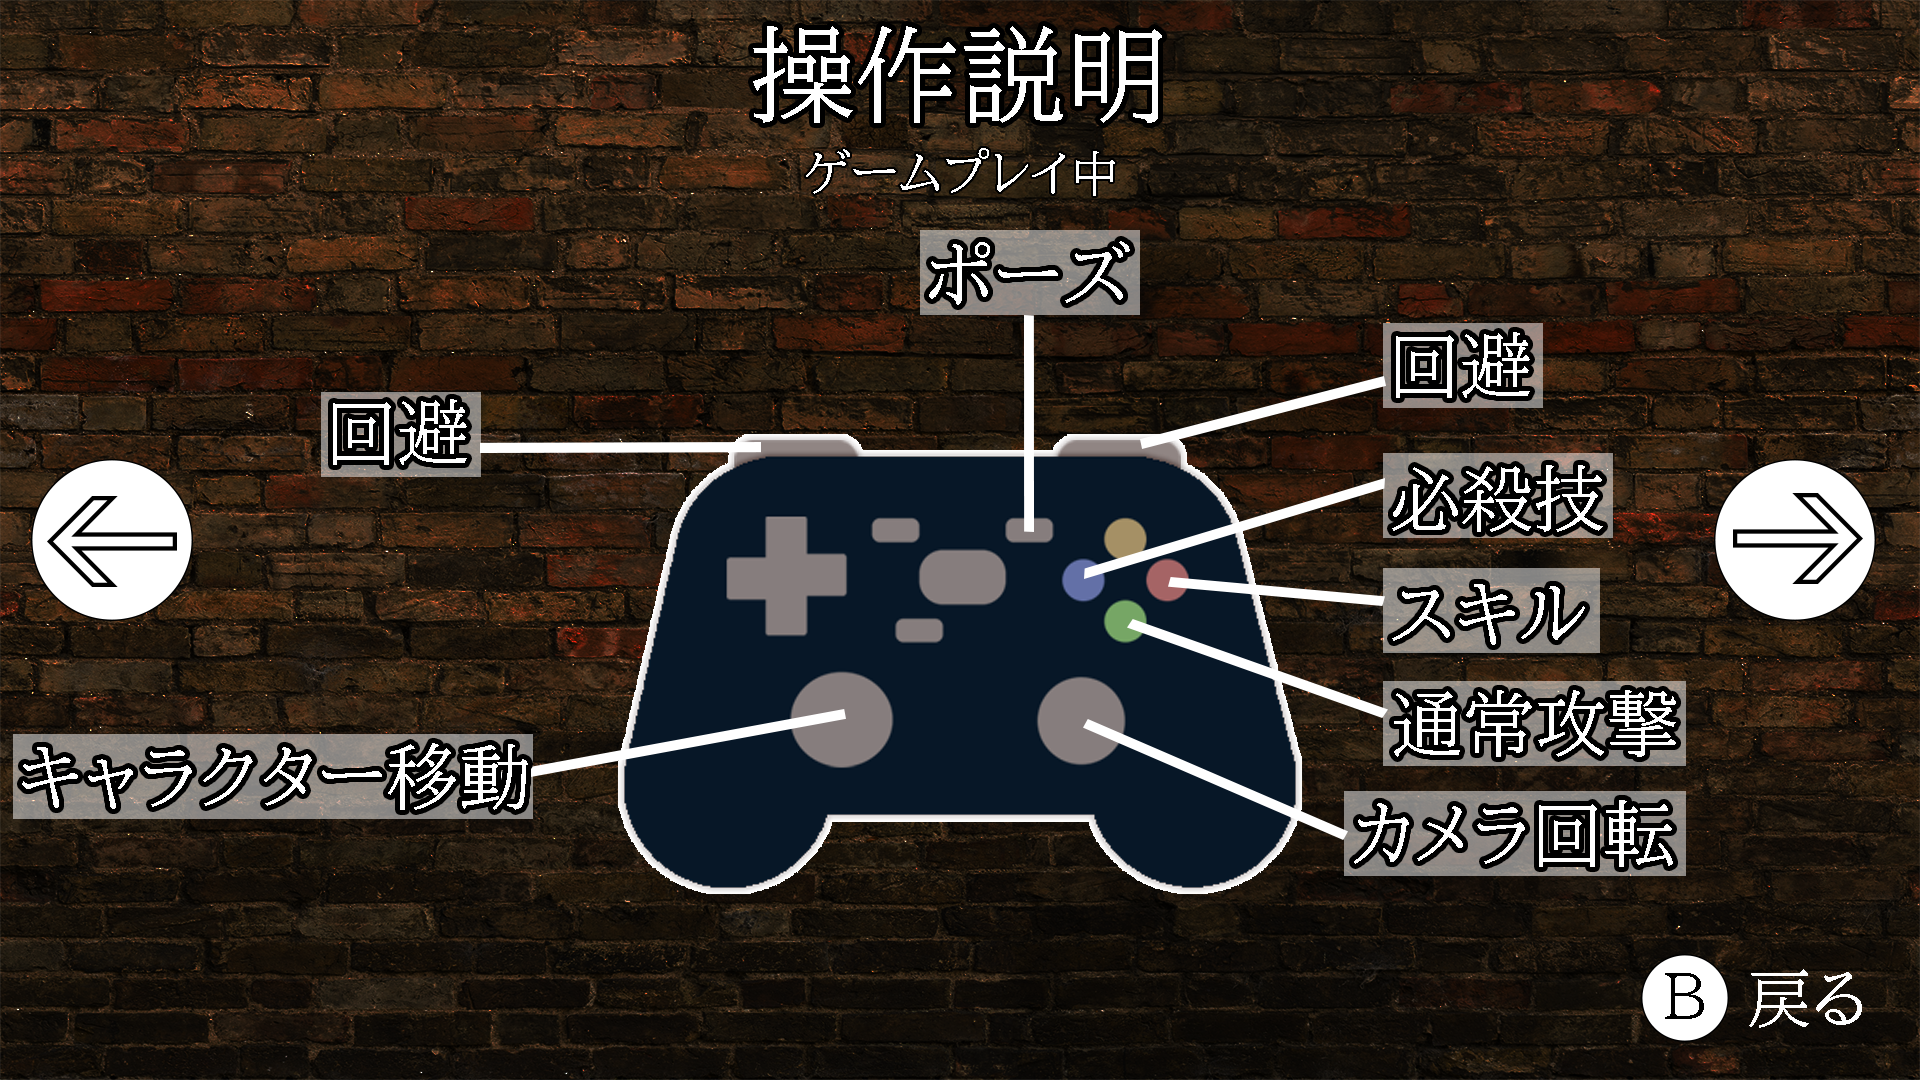 操作説明
ゲームプレイ中
ポーズ
回避
回避
必殺技
スキル
通常攻撃
キャラクター移動
カメラ回転
B 戻る